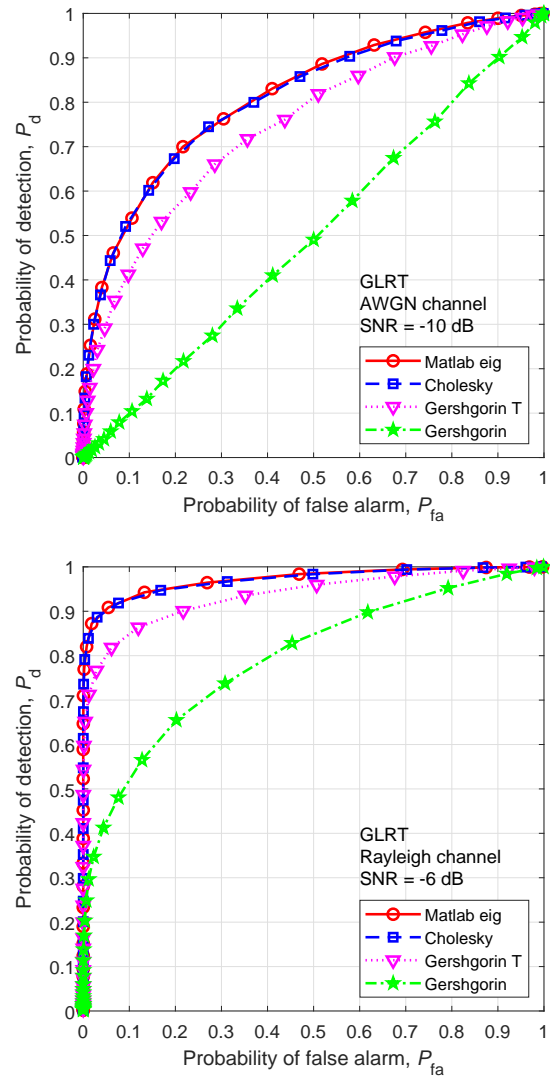 1
0.9
0.8
0.7
0.6
0.5
0.4
0.3
0.2
0.1
0
Probability of detection, Pd
GLRT
AWGN channel
SNR = -10 dB
Matlab eig
Cholesky
Gershgorin T
Gershgorin
0 0.1 0.2 0.3 0.4 0.5 0.6 0.7 0.8 0.9 1
Probability of false alarm, Pfa
1
0.9
0.8
0.7
0.6
0.5
0.4
0.3
0.2
0.1
0
Probability of detection, Pd
GLRT
Rayleigh channel
SNR = -6 dB
Matlab eig
Cholesky
Gershgorin T
Gershgorin
0 0.1 0.2 0.3 0.4 0.5 0.6 0.7 0.8 0.9 1
Probability of false alarm, Pfa